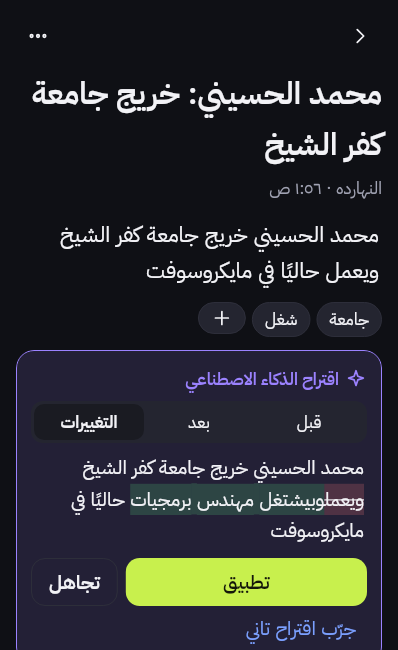 محمد الحسيني: خريج جامعة
كفر الشيخ
النهارده · ١:٥٦ ص
محمد الحسيني خريج جامعة كفر الشيخ
ويعمل حاليًا في مايكروسوفت
جامعة شغل +
اقتراح الذكاء الاصطناعي
قبل بعد التغييرات
محمد الحسيني خريج جامعة كفر الشيخ
ويعملوبيشتغل مهندس برمجيات حاليًا في
مايكروسوفت
تطبيق تجاهل
جرّب اقتراح تاني